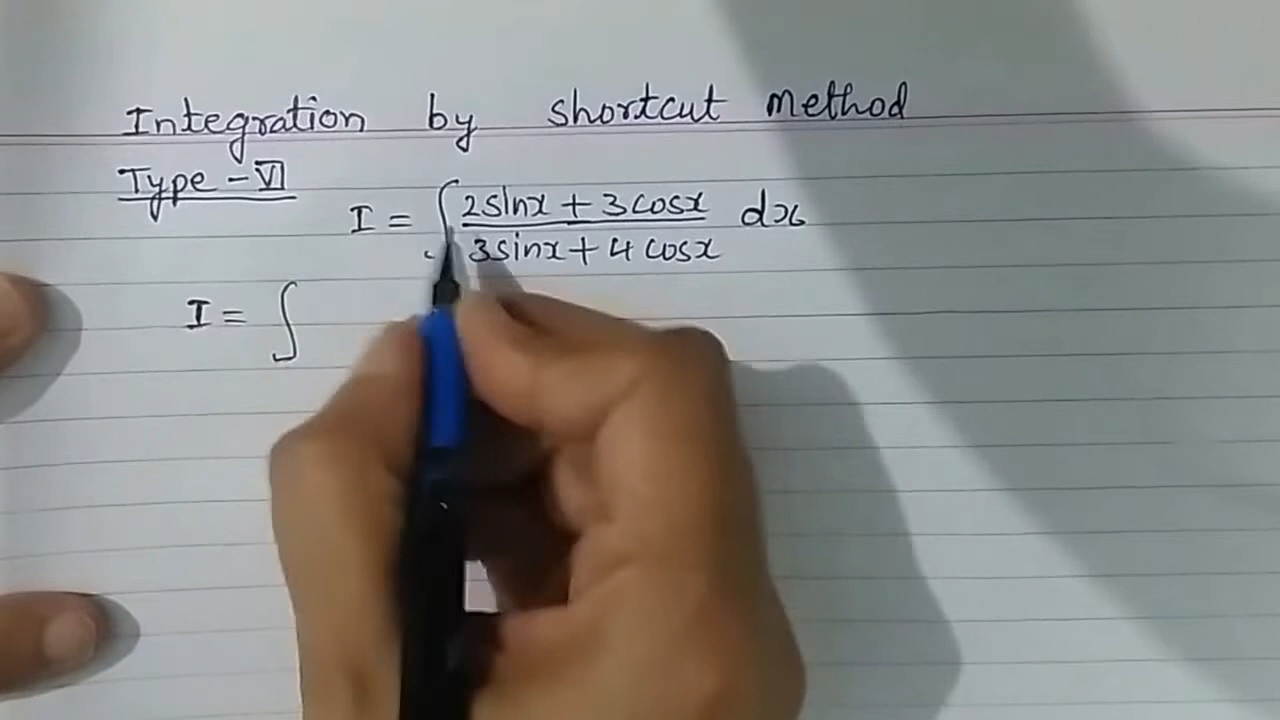 Integration by shortcut method
Type - VI
I = ∫ (2sinx + 3cosx)/(3sinx + 4cosx) dx
I = ∫